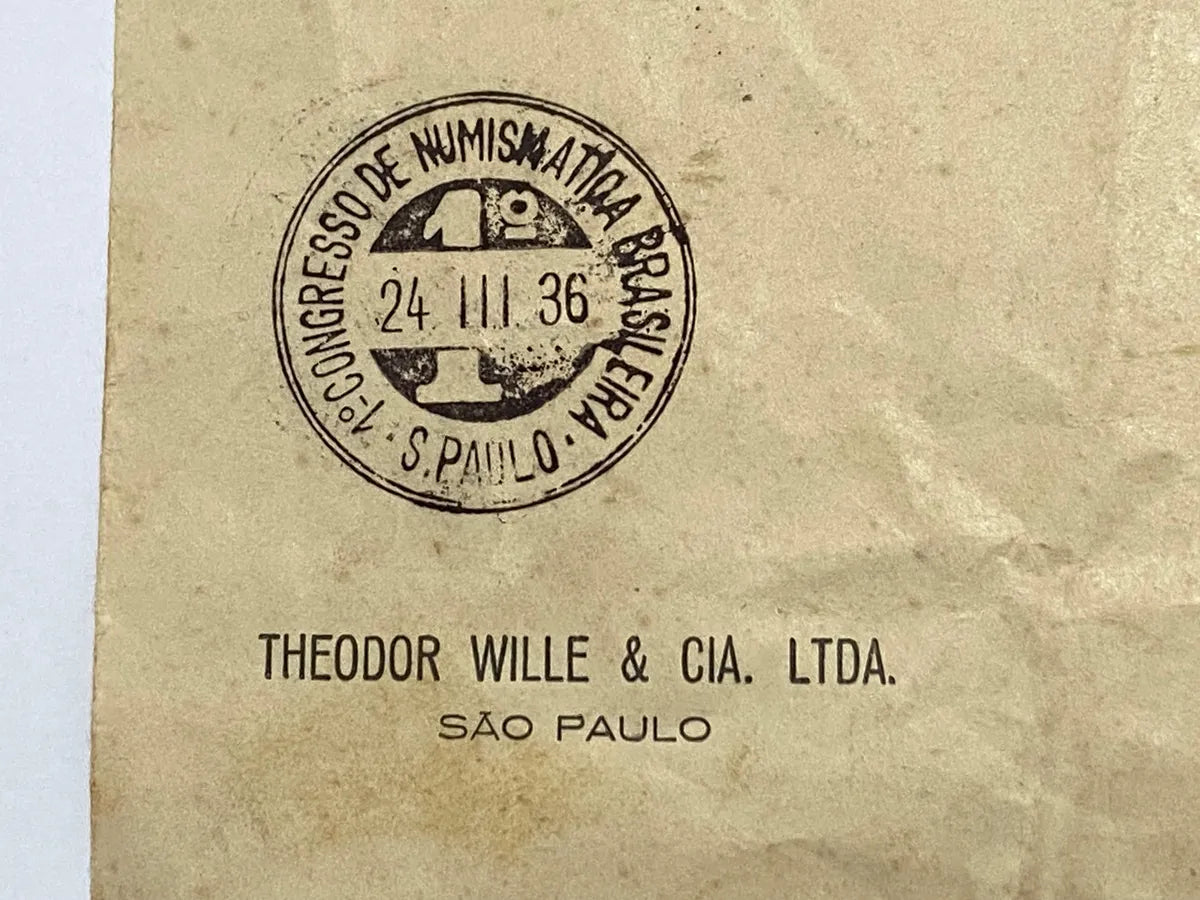 1º CONGRESSO DE NUMISMATICA BRASILEIRA
1º
24 III 36
· S. PAULO ·
THEODOR WILLE & CIA. LTDA.
SÃO PAULO